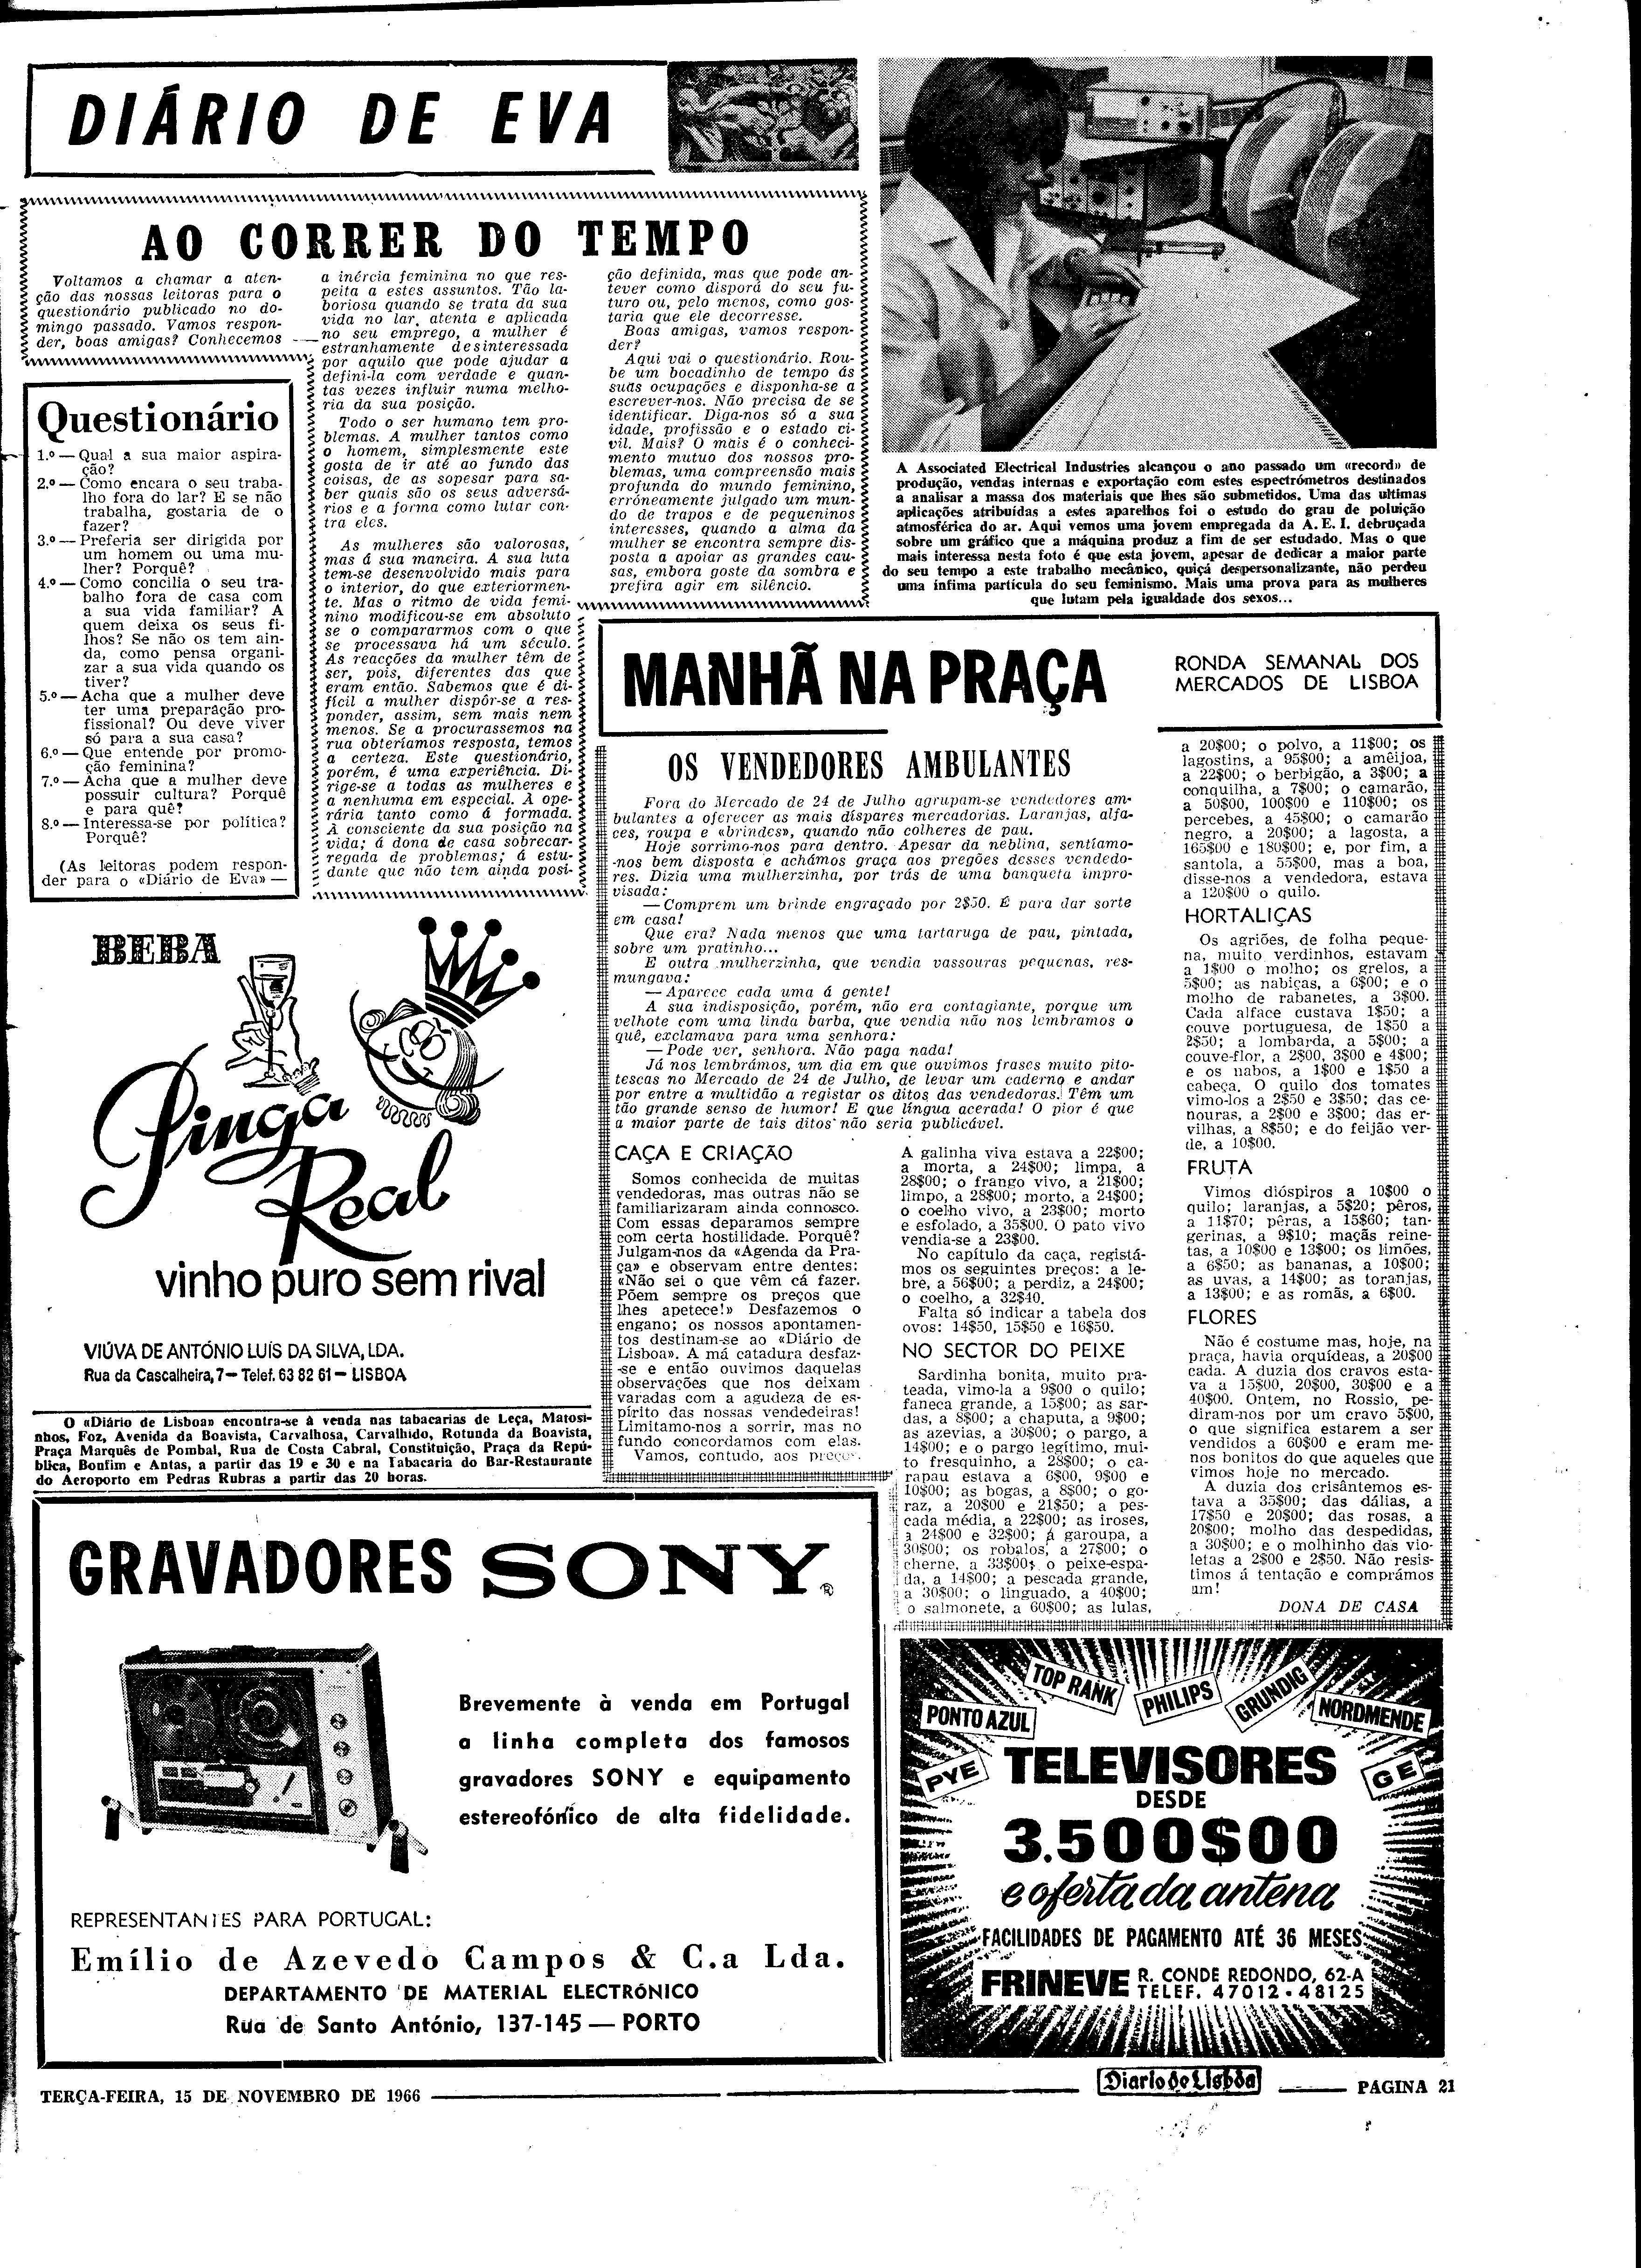 DIÁRIO DE EVA
AO CORRER DO TEMPO
Voltamos a chamar a aten-
ção das nossas leitoras para o
questionário publicado no do-
mingo passado. Vamos respon-
der, boas amigas? Conhecemos
a inércia feminina no que res-
peita a estes assuntos. Tão la-
boriosa quando se trata da sua
vida no lar, atenta e aplicada
no seu emprego, a mulher é
estranhamente desinteressada
por aquilo que pode ajudar a
defini-la com verdade e quan-
tas vezes influir numa melho-
ria da sua posição.
Todo o ser humano tem pro-
blemas. A mulher tantos como
o homem, simplesmente este
gosta de ir até ao fundo das
coisas, de as sopesar para sa-
ber quais são os seus adversá-
rios e a forma como lutar con-
tra eles.
As mulheres são valorosas,
mas á sua maneira. A sua luta
tem-se desenvolvido mais para
o interior, do que exteriormen-
te. Mas o ritmo de vida femi-
nino modificou-se em absoluto
se o compararmos com o que
se processava há um século.
As reacções da mulher têm de
ser, pois, diferentes das que
eram então. Sabemos que é di-
fícil a mulher dispôr-se a res-
ponder, assim, sem mais nem
menos. Se a procurassemos na
rua obteríamos resposta, temos
a certeza. Este questionário,
porém, é uma experiência. Di-
rige-se a todas as mulheres e
a nenhuma em especial. À ope-
rária tanto como á formada.
À consciente da sua posição na
vida; á dona de casa sobrecar-
regada de problemas; á estu-
dante que não tem ainda posi-
ção definida, mas que pode an-
tever como disporá do seu fu-
turo ou, pelo menos, como gos-
taria que ele decorresse.
Boas amigas, vamos respon-
der?
Aqui vai o questionário. Rou-
be um bocadinho de tempo ás
suas ocupações e disponha-se a
escrever-nos. Não precisa de se
identificar. Diga-nos só a sua
idade, profissão e o estado ci-
vil. Mais? O mais é o conheci-
mento mutuo dos nossos pro-
blemas, uma compreensão mais
profunda do mundo feminino,
erróneamente julgado um mun-
do de trapos e de pequeninos
interesses, quando a alma da
mulher se encontra sempre dis-
posta a apoiar as grandes cau-
sas, embora goste da sombra e
prefira agir em silêncio.
Questionário
1.º — Qual a sua maior aspira-
ção?
2.º — Como encara o seu traba-
lho fora do lar? E se não
trabalha, gostaria de o
fazer?
3.º — Preferia ser dirigida por
um homem ou uma mu-
lher? Porquê?
4.º — Como concilia o seu tra-
balho fora de casa com
a sua vida familiar? A
quem deixa os seus fi-
lhos? Se não os tem ain-
da, como pensa organi-
zar a sua vida quando os
tiver?
5.º — Acha que a mulher deve
ter uma preparação pro-
fissional? Ou deve viver
só para a sua casa?
6.º — Que entende por promo-
ção feminina?
7.º — Acha que a mulher deve
possuir cultura? Porquê
e para quê?
8.º — Interessa-se por política?
Porquê?
(As leitoras podem respon-
der para o «Diário de Eva» —
A Associated Electrical Industries alcançou o ano passado um «record» de
produção, vendas internas e exportação com estes espectrómetros destinados
a analisar a massa dos materiais que lhes são submetidos. Uma das ultimas
aplicações atribuídas a estes aparelhos foi o estudo do grau de poluição
atmosférica do ar. Aqui vemos uma jovem empregada da A. E. I. debruçada
sobre um gráfico que a máquina produz a fim de ser estudado. Mas o que
mais interessa nesta foto é que esta jovem, apesar de dedicar a maior parte
do seu tempo a este trabalho mecânico, quiçá despersonalizante, não perdeu
uma ínfima partícula do seu feminismo. Mais uma prova para as mulheres
que lutam pela igualdade dos sexos...
MANHÃ NA PRAÇA
RONDA SEMANAL DOS
MERCADOS DE LISBOA
OS VENDEDORES AMBULANTES
Fora do Mercado de 24 de Julho agrupam-se vendedores am-
bulantes a oferecer as mais díspares mercadorias. Laranjas, alfa-
ces, roupa e «brindes», quando não colheres de pau.
Hoje sorrimo-nos para dentro. Apesar da neblina, sentíamo-
-nos bem disposta e achámos graça aos pregões desses vendedo-
res. Dizia uma mulherzinha, por trás de uma banqueta impro-
visada:
— Comprem um brinde engraçado por 2$50. É para dar sorte
em casa!
Que era? Nada menos que uma tartaruga de pau, pintada,
sobre um pratinho...
E outra mulherzinha, que vendia vassouras pequenas, res-
mungava:
— Aparece cada uma á gente!
A sua indisposição, porém, não era contagiante, porque um
velhote com uma linda barba, que vendia não nos lembramos o
quê, exclamava para uma senhora:
— Pode ver, senhora. Não paga nada!
Já nos lembrámos, um dia em que ouvimos frases muito pito-
tescas no Mercado de 24 de Julho, de levar um caderno e andar
por entre a multidão a registar os ditos das vendedoras. Têm um
tão grande senso de humor! E que língua acerada! O pior é que
a maior parte de tais ditos não seria publicável.
CAÇA E CRIAÇÃO
Somos conhecida de muitas
vendedoras, mas outras não se
familiarizaram ainda connosco.
Com essas deparamos sempre
com certa hostilidade. Porquê?
Julgam-nos da «Agenda da Pra-
ça» e observam entre dentes:
«Não sei o que vêm cá fazer.
Põem sempre os preços que
lhes apetece!» Desfazemos o
engano; os nossos apontamen-
tos destinam-se ao «Diário de
Lisboa». A má catadura desfaz-
-se e então ouvimos daquelas
observações que nos deixam
varadas com a agudeza de es-
pírito das nossas vendedeiras!
Limitamo-nos a sorrir, mas no
fundo concordamos com elas.
Vamos, contudo, aos preços.
A galinha viva estava a 22$00;
a morta, a 24$00; limpa, a
28$00; o frango vivo, a 21$00;
limpo, a 28$00; morto, a 24$00;
o coelho vivo, a 23$00; morto
e esfolado, a 35$00. O pato vivo
vendia-se a 23$00.
No capítulo da caça, registá-
mos os seguintes preços: a le-
bre, a 56$00; a perdiz, a 24$00;
o coelho, a 32$40.
Falta só indicar a tabela dos
ovos: 14$50, 15$50 e 16$50.
NO SECTOR DO PEIXE
Sardinha bonita, muito pra-
teada, vimo-la a 9$00 o quilo;
faneca grande, a 15$00; as sar-
das, a 8$00; a chaputa, a 9$00;
as azevias, a 30$00; o pargo, a
14$00; e o pargo legítimo, mui-
to fresquinho, a 28$00; o ca-
rapau estava a 6$00, 9$00 e
10$00; as bogas, a 8$00; o go-
raz, a 20$00 e 21$50; a pes-
cada média, a 22$00; as iroses,
a 24$00 e 32$00; á garoupa, a
30$00; os robalos, a 27$00; o
cherne, a 33$00; o peixe-espa-
da, a 14$00; a pescada grande,
a 30$00; o linguado, a 40$00;
o salmonete, a 60$00; as lulas,
a 20$00; o polvo, a 11$00; os
lagostins, a 95$00; a ameijoa,
a 22$00; o berbigão, a 3$00; a
conquilha, a 7$00; o camarão,
a 50$00, 100$00 e 110$00; os
percebes, a 45$00; o camarão
negro, a 20$00; a lagosta, a
165$00 e 180$00; e, por fim, a
santola, a 55$00, mas a boa,
disse-nos a vendedora, estava
a 120$00 o quilo.
HORTALIÇAS
Os agriões, de folha peque-
na, muito verdinhos, estavam
a 1$00 o molho; os grelos, a
5$00; as nabiças, a 6$00; e o
molho de rabanetes, a 3$00.
Cada alface custava 1$50; a
couve portuguesa, de 1$50 a
2$50; a lombarda, a 5$00; a
couve-flor, a 2$00, 3$00 e 4$00;
e os nabos, a 1$00 e 1$50 a
cabeça. O quilo dos tomates
vimo-los a 2$50 e 3$50; das ce-
nouras, a 2$00 e 3$00; das er-
vilhas, a 8$50; e do feijão ver-
de, a 10$00.
FRUTA
Vimos dióspiros a 10$00 o
quilo; laranjas, a 5$20; pêros,
a 11$70; pêras, a 15$60; tan-
gerinas, a 9$10; maçãs reine-
tas, a 10$00 e 13$00; os limões,
a 6$50; as bananas, a 10$00;
as uvas, a 14$00; as toranjas,
a 13$00; e as romãs, a 6$00.
FLORES
Não é costume mas, hoje, na
praça, havia orquídeas, a 20$00
cada. A duzia dos cravos esta-
va a 15$00, 20$00, 30$00 e a
40$00. Ontem, no Rossio, pe-
diram-nos por um cravo 5$00,
o que significa estarem a ser
vendidos a 60$00 e eram me-
nos bonitos do que aqueles que
vimos hoje no mercado.
A duzia dos crisântemos es-
tava a 35$00; das dálias, a
17$50 e 20$00; das rosas, a
20$00; molho das despedidas,
a 30$00; e o molhinho das vio-
letas a 2$00 e 2$50. Não resis-
timos á tentação e comprámos
um!
DONA DE CASA
BEBA
Pinga
Real
vinho puro sem rival
VIÚVA DE ANTÓNIO LUÍS DA SILVA, LDA.
Rua da Cascalheira, 7 — Telef. 63 82 61 — LISBOA
O «Diário de Lisboa» encontra-se à venda nas tabacarias de Leça, Matosi-
nhos, Foz, Avenida da Boavista, Carvalhosa, Carvalhido, Rotunda da Boavista,
Praça Marquês de Pombal, Rua de Costa Cabral, Constituição, Praça da Repú-
blica, Bonfim e Antas, a partir das 19 e 30 e na Tabacaria do Bar-Restaurante
do Aeroporto em Pedras Rubras a partir das 20 horas.
GRAVADORES SONY ®
Brevemente à venda em Portugal
a linha completa dos famosos
gravadores SONY e equipamento
estereofónico de alta fidelidade.
REPRESENTANTES PARA PORTUGAL:
Emílio de Azevedo Campos & C.a Lda.
DEPARTAMENTO DE MATERIAL ELECTRÓNICO
Rua de Santo António, 137-145 — PORTO
PYE
PONTO AZUL
TOP RANK
PHILIPS
GRUNDIG
NORDMENDE
GE
TELEVISORES
DESDE
3.500$00
e oferta da antena
FACILIDADES DE PAGAMENTO ATÉ 36 MESES
FRINEVE R. CONDE REDONDO, 62-A
TELEF. 47012 - 48125
TERÇA-FEIRA, 15 DE NOVEMBRO DE 1966
Diario de Lisboa
PAGINA 21